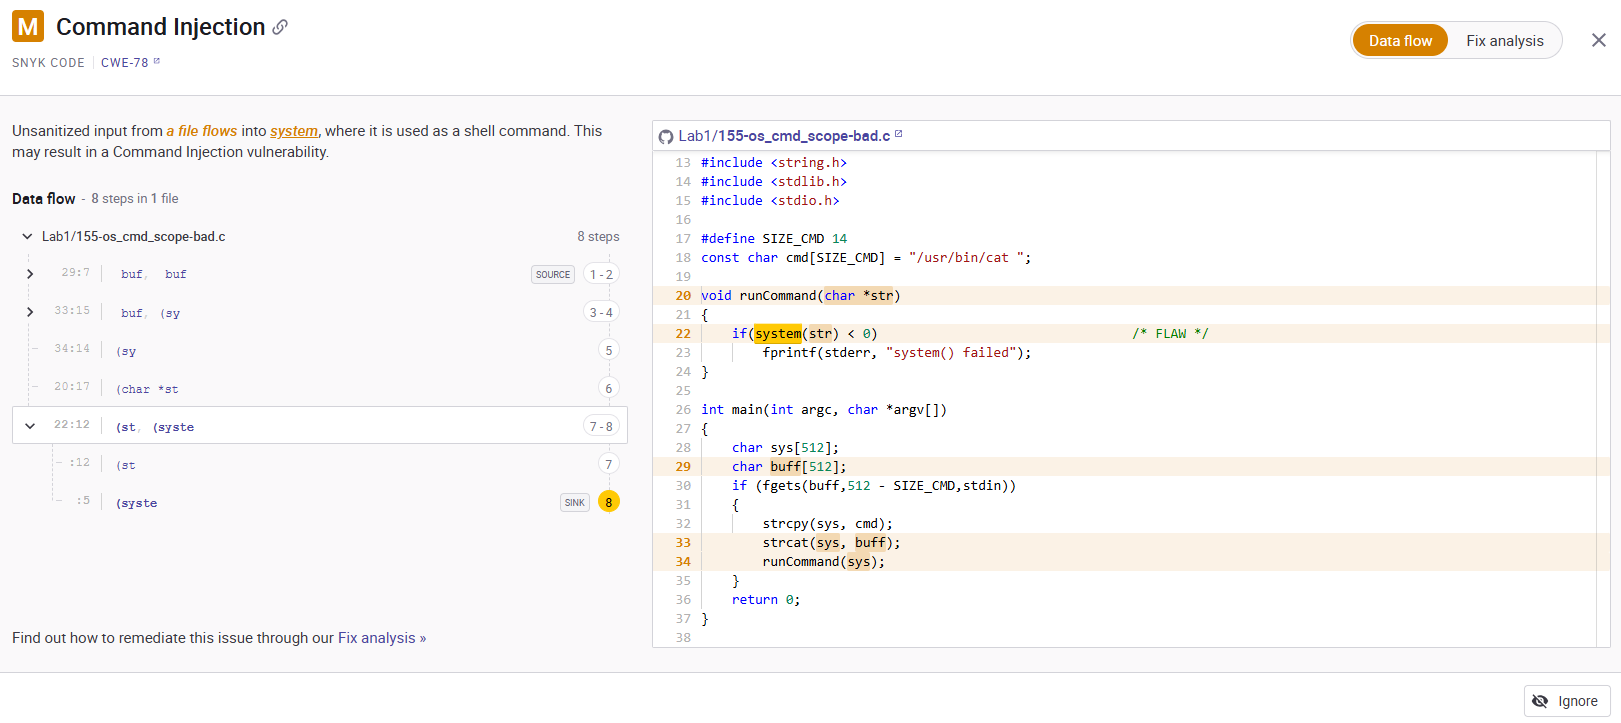 M Command Injection
SNYK CODE CWE-78
Data flow Fix analysis
Unsanitized input from a file flows into system, where it is used as a shell command. This
may result in a Command Injection vulnerability.
Data flow - 8 steps in 1 file
Lab1/155-os_cmd_scope-bad.c 8 steps
29:7 buf, buf SOURCE 1 - 2
33:15 buf, (sy 3 - 4
34:14 (sy 5
20:17 (char *st 6
22:12 (st, (syste 7 - 8
:12 (st 7
:5 (syste SINK 8
Find out how to remediate this issue through our Fix analysis »
Lab1/155-os_cmd_scope-bad.c
13 #include <string.h>
14 #include <stdlib.h>
15 #include <stdio.h>
16
17 #define SIZE_CMD 14
18 const char cmd[SIZE_CMD] = "/usr/bin/cat ";
19
20 void runCommand(char *str)
21 {
22 if(system(str) < 0) /* FLAW */
23 fprintf(stderr, "system() failed");
24 }
25
26 int main(int argc, char *argv[])
27 {
28 char sys[512];
29 char buff[512];
30 if (fgets(buff,512 - SIZE_CMD,stdin))
31 {
32 strcpy(sys, cmd);
33 strcat(sys, buff);
34 runCommand(sys);
35 }
36 return 0;
37 }
38
Ignore